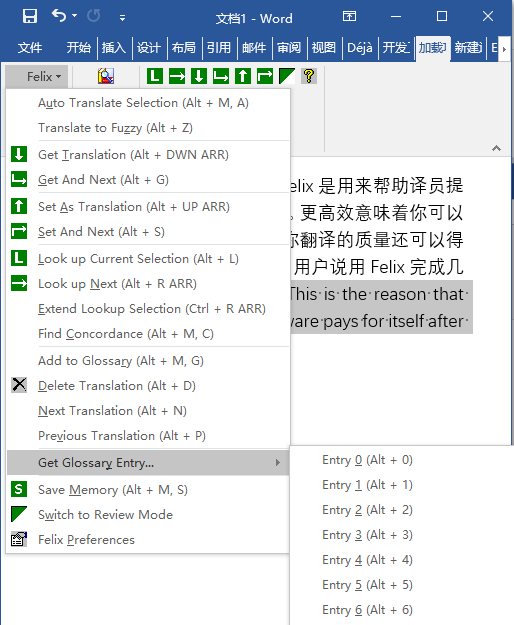 文档1 - Word
文件 开始 插入 设计 布局 引用 邮件 审阅 视图 Déjà 开发工 加载项 新建
Felix
Auto Translate Selection (Alt + M, A)
Translate to Fuzzy (Alt + Z)
Get Translation (Alt + DWN ARR)
Get And Next (Alt + G)
Set As Translation (Alt + UP ARR)
Set And Next (Alt + S)
L Look up Current Selection (Alt + L)
Look up Next (Alt + R ARR)
Extend Lookup Selection (Ctrl + R ARR)
Find Concordance (Alt + M, C)
Add to Glossary (Alt + M, G)
Delete Translation (Alt + D)
Next Translation (Alt + N)
Previous Translation (Alt + P)
Get Glossary Entry...
S Save Memory (Alt + M, S)
Switch to Review Mode
Felix Preferences
elix 是用来帮助译员提
。更高效意味着你可以
你翻译的质量还可以得
用户说用 Felix 完成几
This is the reason that
ware pays for itself after
Entry 0 (Alt + 0)
Entry 1 (Alt + 1)
Entry 2 (Alt + 2)
Entry 3 (Alt + 3)
Entry 4 (Alt + 4)
Entry 5 (Alt + 5)
Entry 6 (Alt + 6)